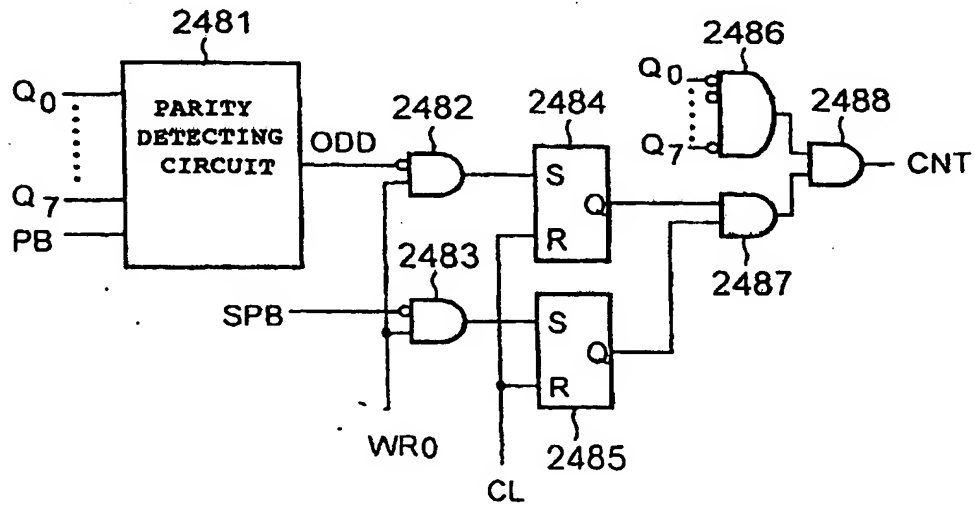 2481
Q0
PARITY
DETECTING
CIRCUIT
Q7
PB
ODD
2482
2484
S
Q
R
2486
Q0
Q7
2488
CNT
2487
2483
SPB
S
Q
R
2485
WR0
CL